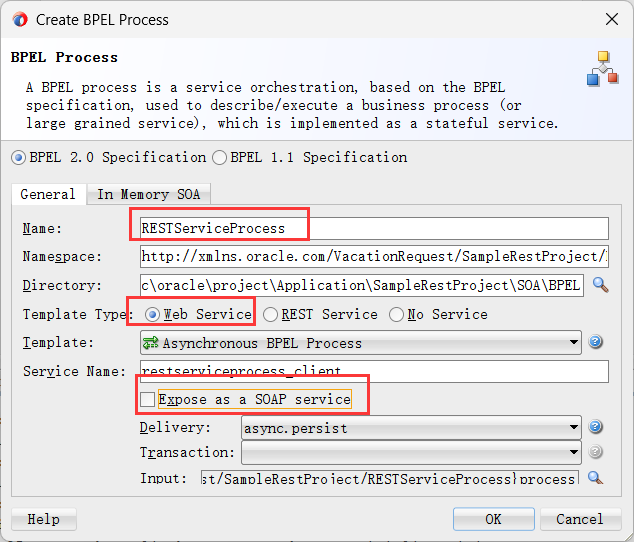 Create BPEL Process
BPEL Process
A BPEL process is a service orchestration, based on the BPEL
specification, used to describe/execute a business process (or
large grained service), which is implemented as a stateful service.
BPEL 2.0 Specification BPEL 1.1 Specification
General In Memory SOA
Name: RESTServiceProcess
Namespace: http://xmlns.oracle.com/VacationRequest/SampleRestProject/
Directory: c\oracle\project\Application\SampleRestProject\SOA\BPEL
Template Type: Web Service REST Service No Service
Template: Asynchronous BPEL Process
Service Name: restserviceprocess_client
Expose as a SOAP service
Delivery: async.persist
Transaction:
Input: st/SampleRestProject/RESTServiceProcess}process
Help OK Cancel